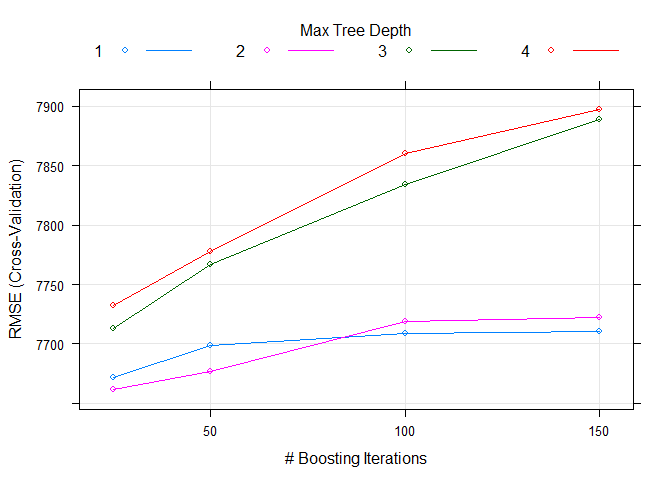 Max Tree Depth
1 2 3 4
7900
7850
7800
7750
7700
RMSE (Cross-Validation)
50 100 150
# Boosting Iterations